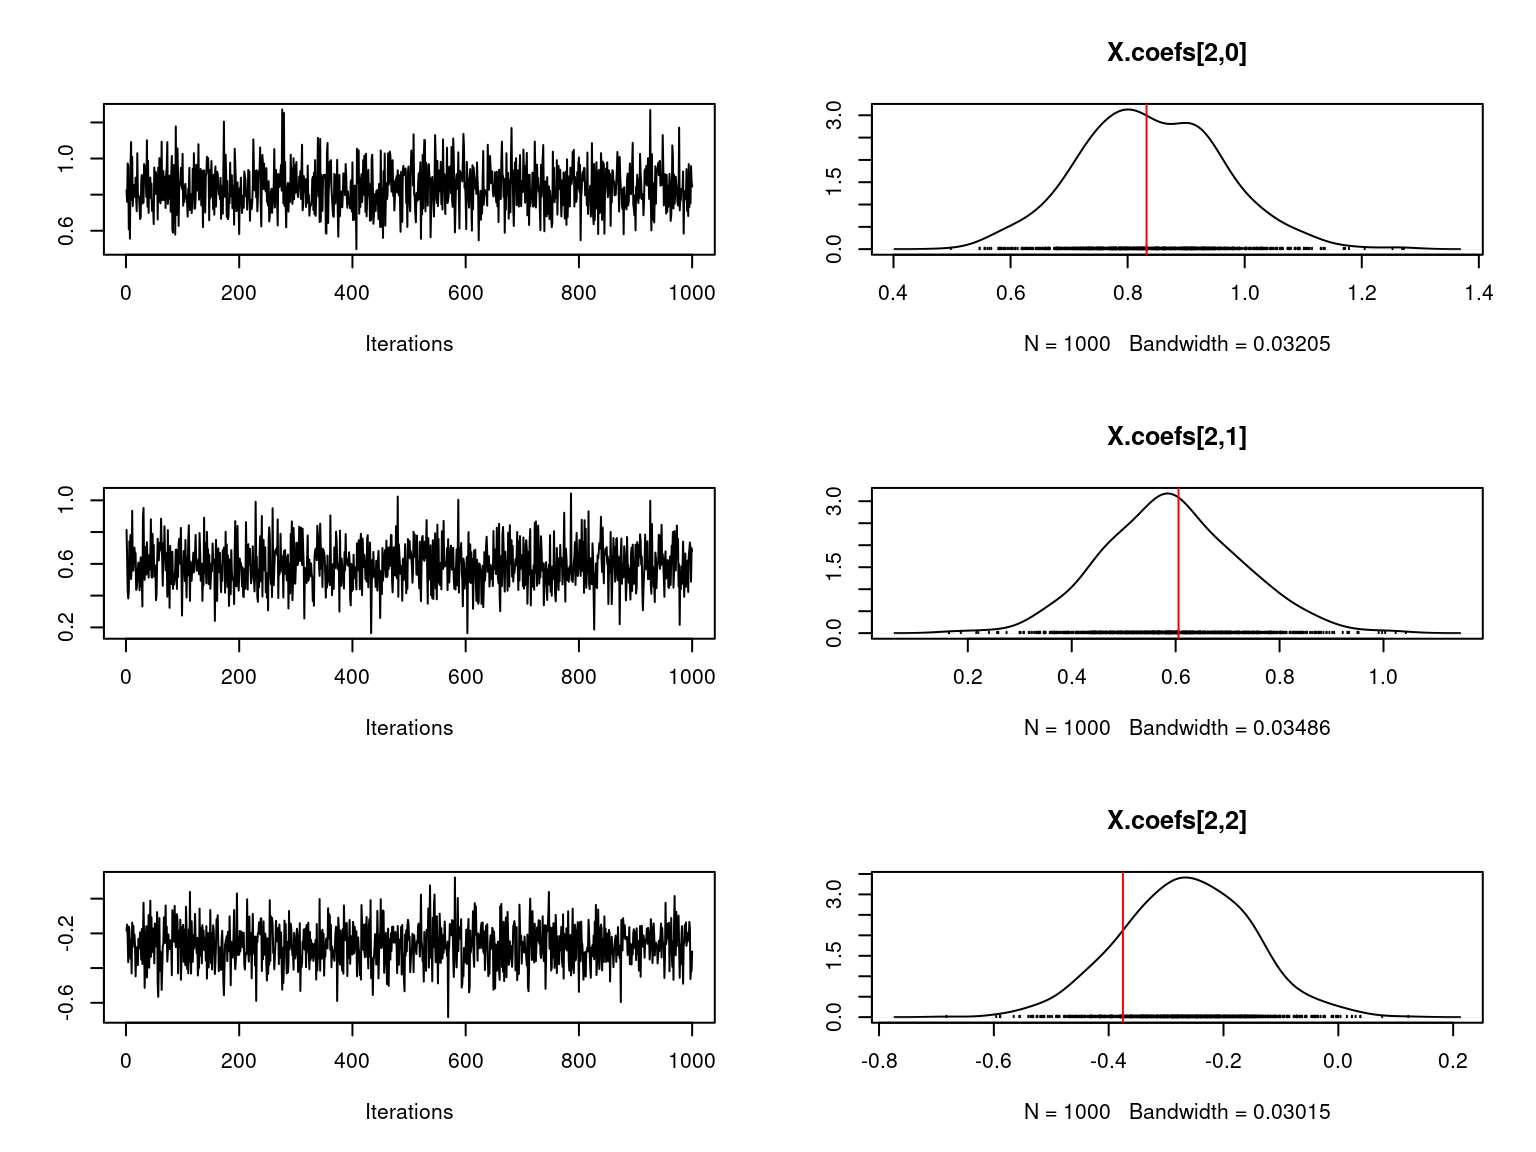 X.coefs[2,0]
0.6 1.0
0 200 400 600 800 1000
Iterations
0.0 1.5 3.0
0.4 0.6 0.8 1.0 1.2 1.4
N = 1000 Bandwidth = 0.03205
X.coefs[2,1]
0.2 0.6 1.0
0 200 400 600 800 1000
Iterations
0.0 1.5 3.0
0.2 0.4 0.6 0.8 1.0
N = 1000 Bandwidth = 0.03486
X.coefs[2,2]
-0.6 -0.2
0 200 400 600 800 1000
Iterations
0.0 1.5 3.0
-0.8 -0.6 -0.4 -0.2 0.0 0.2
N = 1000 Bandwidth = 0.03015